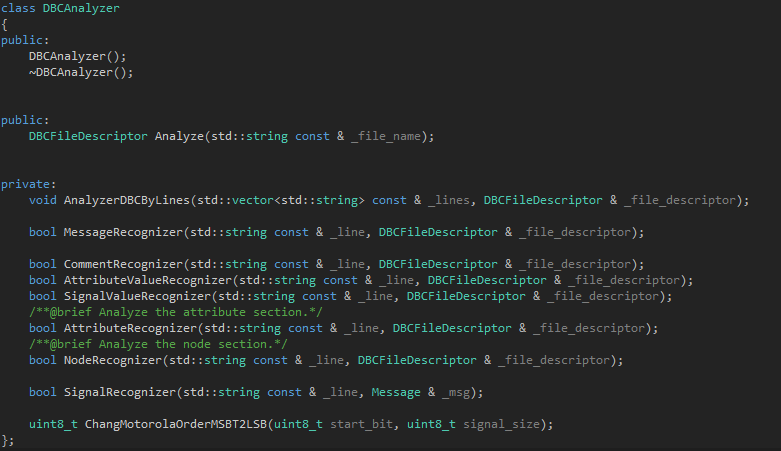 class DBCAnalyzer
{
public:
    DBCAnalyzer();
    ~DBCAnalyzer();
public:
    DBCFileDescriptor Analyze(std::string const & _file_name);
private:
    void AnalyzerDBCByLines(std::vector<std::string> const & _lines, DBCFileDescriptor & _file_descriptor);
    bool MessageRecognizer(std::string const & _line, DBCFileDescriptor & _file_descriptor);
    bool CommentRecognizer(std::string const & _line, DBCFileDescriptor & _file_descriptor);
    bool AttributeValueRecognizer(std::string const & _line, DBCFileDescriptor & _file_descriptor);
    bool SignalValueRecognizer(std::string const & _line, DBCFileDescriptor & _file_descriptor);
    /**@brief Analyze the attribute section.*/
    bool AttributeRecognizer(std::string const & _line, DBCFileDescriptor & _file_descriptor);
    /**@brief Analyze the node section.*/
    bool NodeRecognizer(std::string const & _line, DBCFileDescriptor & _file_descriptor);
    bool SignalRecognizer(std::string const & _line, Message & _msg);
    uint8_t ChangMotorolaOrderMSBT2LSB(uint8_t start_bit, uint8_t signal_size);
};